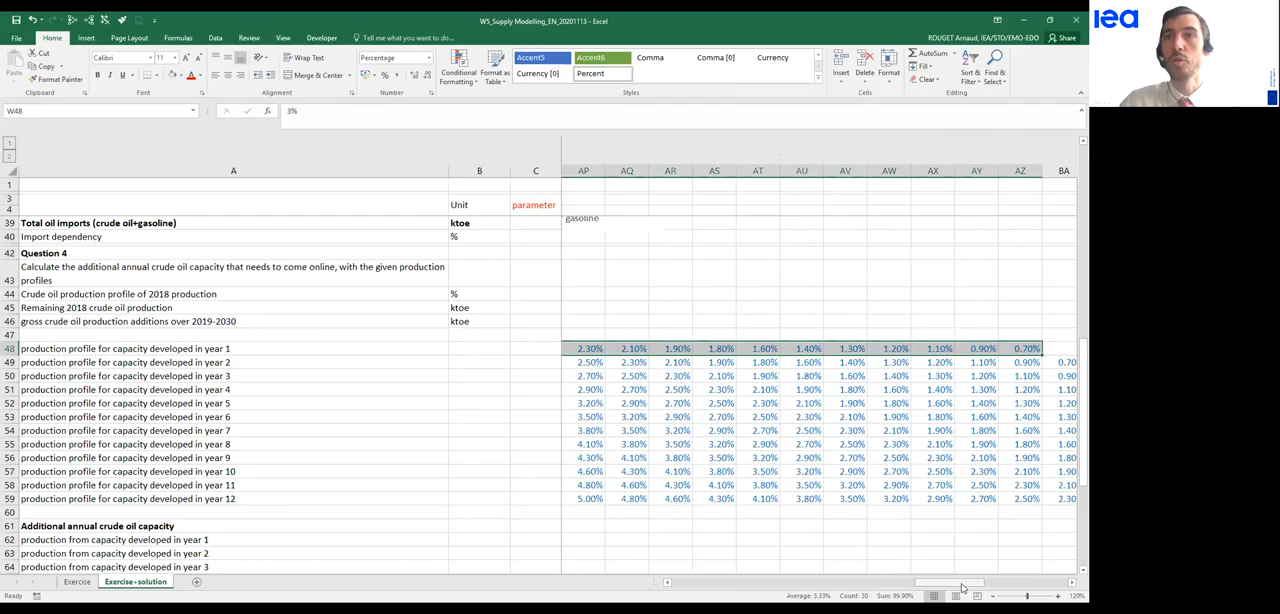 W5_Supply Modelling_EN_20201113 - Excel
File Home Insert Page Layout Formulas Data Review View Developer Tell me what you want to do...
ROUGET Arnaud, IEA/STO/EMO-EDO Share
iea
Cut
Copy
Format Painter
Paste
Clipboard
Calibri 11
B I U
Font
Wrap Text
Merge & Center
Alignment
Percentage
Number
Conditional Formatting
Format as Table
Accent5 Accent6 Comma Comma [0] Currency
Currency [0] Percent
Styles
Insert Delete Format
Cells
AutoSum
Fill
Clear
Sort & Filter
Find & Select
Editing
W48 fx 3%
1
2
A B C AP AQ AR AS AT AU AV AW AX AY AZ BA
1
3
4 Unit parameter
39 Total oil imports (crude oil+gasoline) ktoe gasoline
40 Import dependency %
42 Question 4
43 Calculate the additional annual crude oil capacity that needs to come online, with the given production
profiles
44 Crude oil production profile of 2018 production %
45 Remaining 2018 crude oil production ktoe
46 gross crude oil production additions over 2019-2030 ktoe
47
48 production profile for capacity developed in year 1 2.30% 2.10% 1.90% 1.80% 1.60% 1.40% 1.30% 1.20% 1.10% 0.90% 0.70%
49 production profile for capacity developed in year 2 2.50% 2.30% 2.10% 1.90% 1.80% 1.60% 1.40% 1.30% 1.20% 1.10% 0.90% 0.70
50 production profile for capacity developed in year 3 2.70% 2.50% 2.30% 2.10% 1.90% 1.80% 1.60% 1.40% 1.30% 1.20% 1.10% 0.90
51 production profile for capacity developed in year 4 2.90% 2.70% 2.50% 2.30% 2.10% 1.90% 1.80% 1.60% 1.40% 1.30% 1.20% 1.10
52 production profile for capacity developed in year 5 3.20% 2.90% 2.70% 2.50% 2.30% 2.10% 1.90% 1.80% 1.60% 1.40% 1.30% 1.20
53 production profile for capacity developed in year 6 3.50% 3.20% 2.90% 2.70% 2.50% 2.30% 2.10% 1.90% 1.80% 1.60% 1.40% 1.30
54 production profile for capacity developed in year 7 3.80% 3.50% 3.20% 2.90% 2.70% 2.50% 2.30% 2.10% 1.90% 1.80% 1.60% 1.40
55 production profile for capacity developed in year 8 4.10% 3.80% 3.50% 3.20% 2.90% 2.70% 2.50% 2.30% 2.10% 1.90% 1.80% 1.60
56 production profile for capacity developed in year 9 4.30% 4.10% 3.80% 3.50% 3.20% 2.90% 2.70% 2.50% 2.30% 2.10% 1.90% 1.80
57 production profile for capacity developed in year 10 4.60% 4.30% 4.10% 3.80% 3.50% 3.20% 2.90% 2.70% 2.50% 2.30% 2.10% 1.90
58 production profile for capacity developed in year 11 4.80% 4.60% 4.30% 4.10% 3.80% 3.50% 3.20% 2.90% 2.70% 2.50% 2.30% 2.10
59 production profile for capacity developed in year 12 5.00% 4.80% 4.60% 4.30% 4.10% 3.80% 3.50% 3.20% 2.90% 2.70% 2.50% 2.30
60
61 Additional annual crude oil capacity
62 production from capacity developed in year 1
63 production from capacity developed in year 2
64 production from capacity developed in year 3
Exercise Exercise+solution
Ready Average: 3.33% Count: 30 Sum: 99.90% 120%